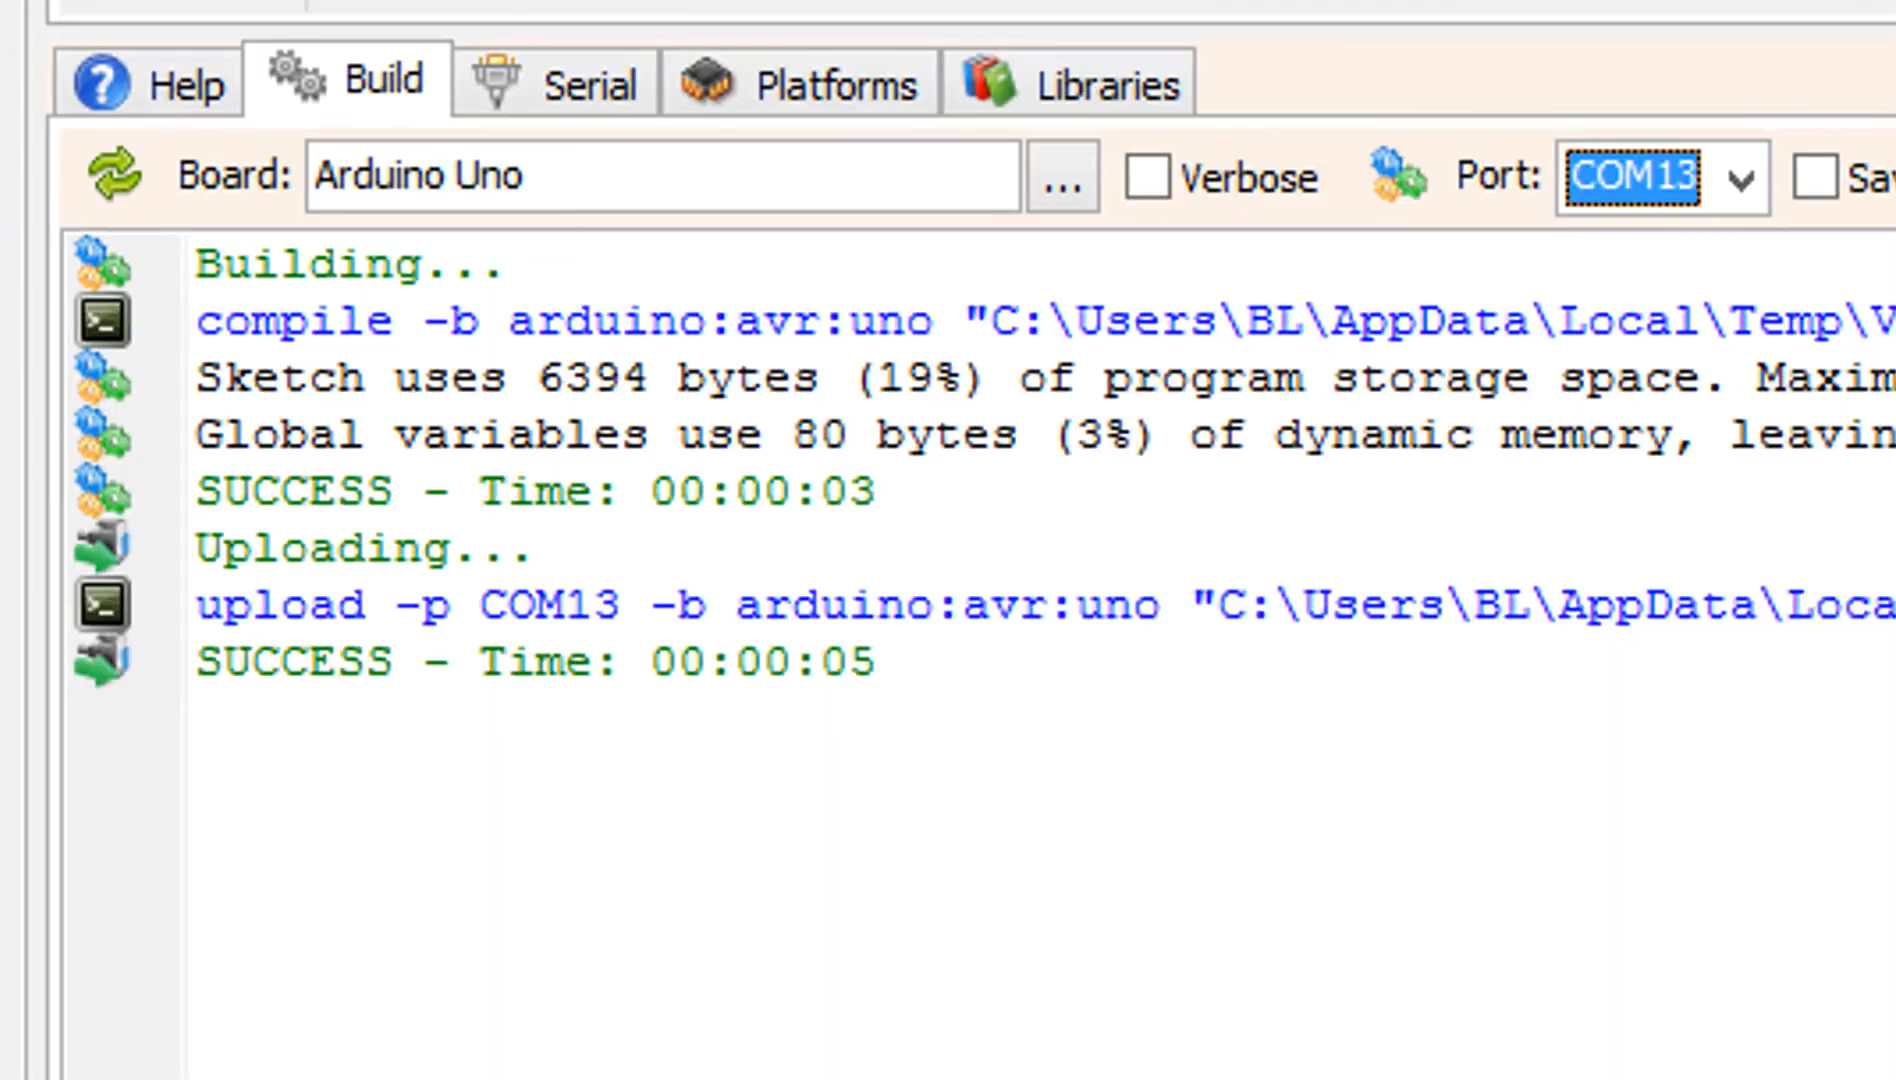 Help Build Serial Platforms Libraries
Board: Arduino Uno ... Verbose Port: COM13
Building...
compile -b arduino:avr:uno "C:\Users\BL\AppData\Local\Temp\V
Sketch uses 6394 bytes (19%) of program storage space. Maxim
Global variables use 80 bytes (3%) of dynamic memory, leavin
SUCCESS - Time: 00:00:03
Uploading...
upload -p COM13 -b arduino:avr:uno "C:\Users\BL\AppData\Loca
SUCCESS - Time: 00:00:05